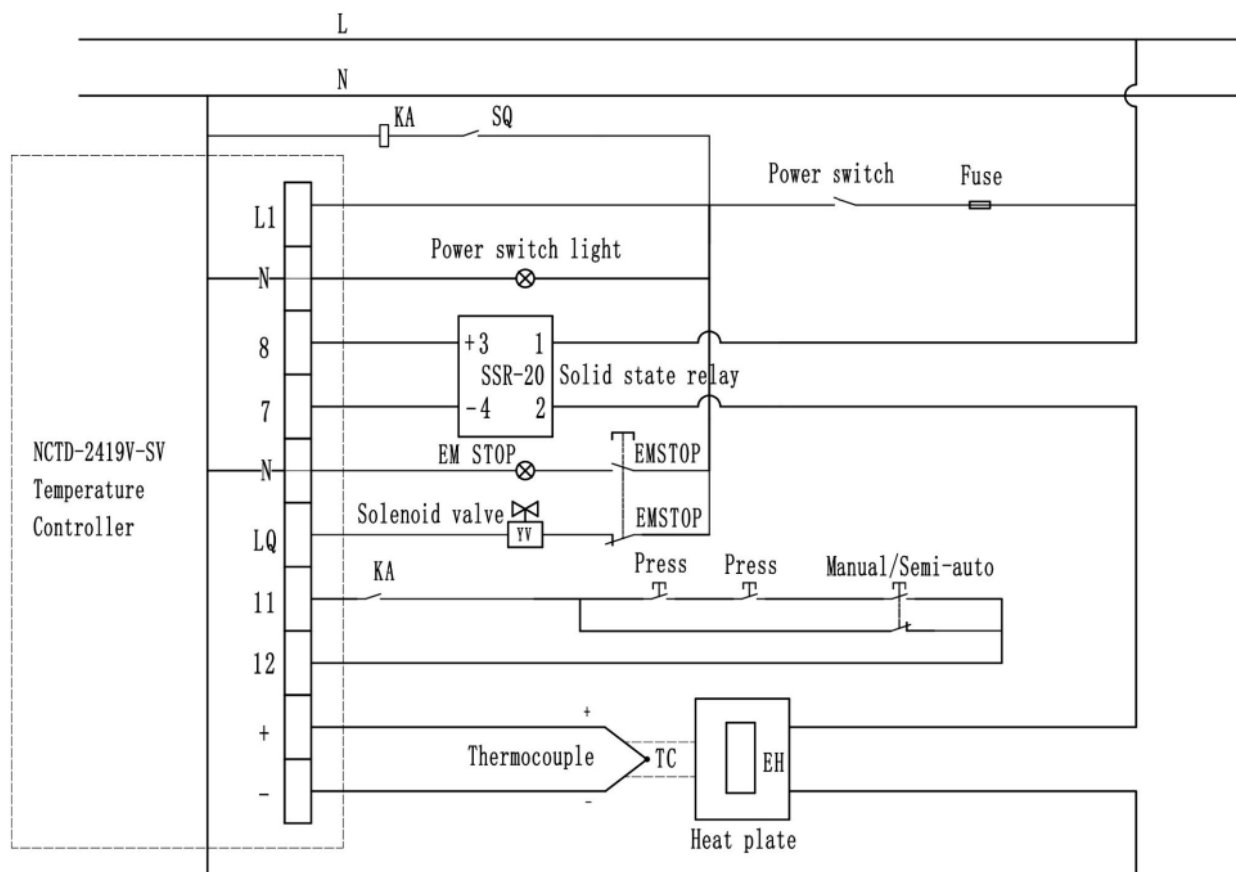 L
N
KA SQ
Power switch Fuse
L1
Power switch light
N
8 +3 1
SSR-20 Solid state relay
7 -4 2
NCTD-2419V-SV
Temperature
Controller
N EM STOP EMSTOP
LQ Solenoid valve YV EMSTOP
KA Press Press Manual/Semi-auto
11
12
+ +
Thermocouple TC EH
- -
Heat plate